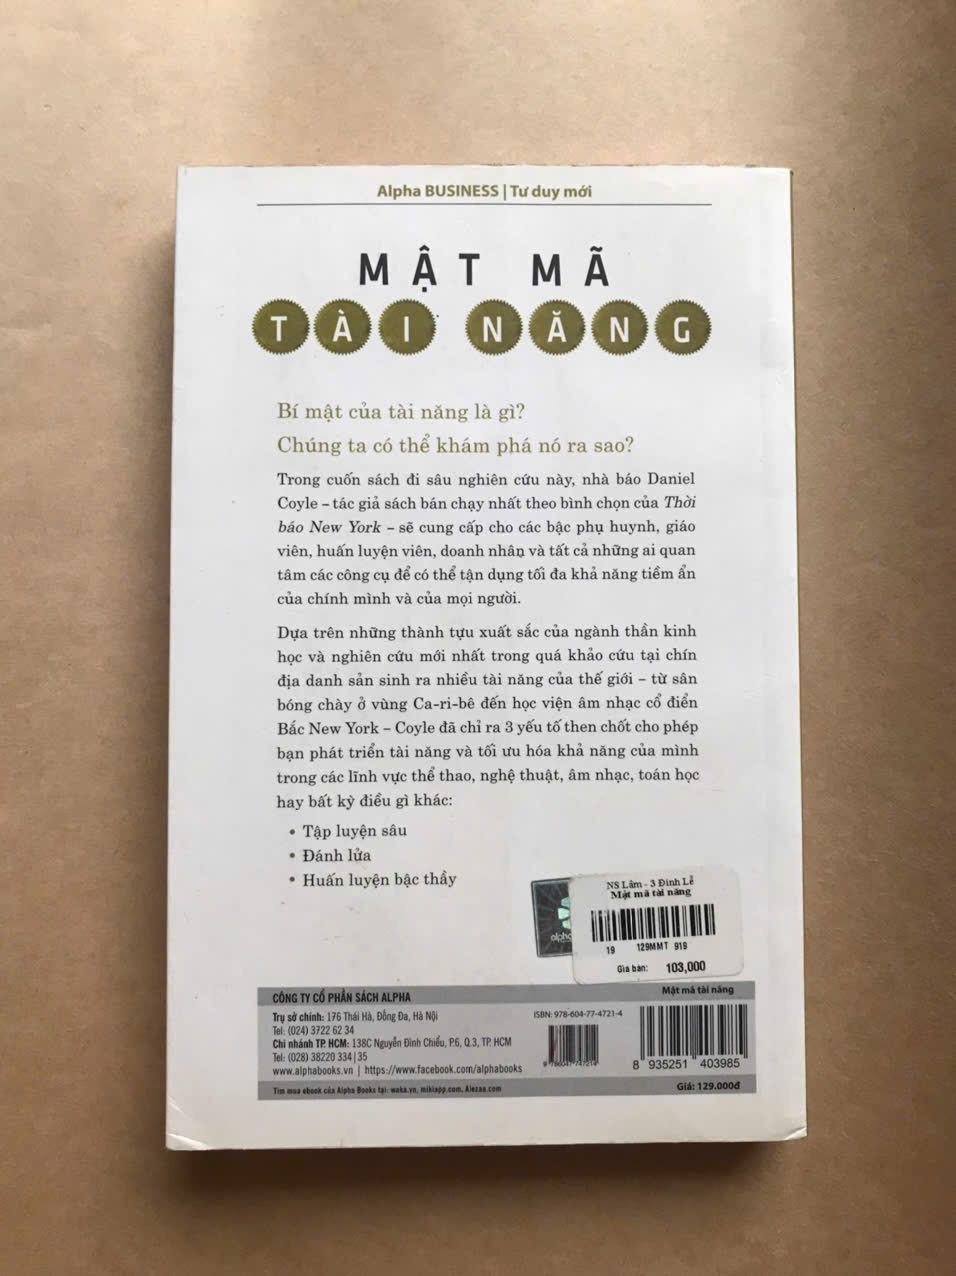 Alpha BUSINESS | Tư duy mới
MẬT MÃ
TÀI NĂNG
Bí mật của tài năng là gì?
Chúng ta có thể khám phá nó ra sao?
Trong cuốn sách đi sâu nghiên cứu này, nhà báo Daniel
Coyle – tác giả sách bán chạy nhất theo bình chọn của Thời
báo New York – sẽ cung cấp cho các bậc phụ huynh, giáo
viên, huấn luyện viên, doanh nhân và tất cả những ai quan
tâm các công cụ để có thể tận dụng tối đa khả năng tiềm ẩn
của chính mình và của mọi người.
Dựa trên những thành tựu xuất sắc của ngành thần kinh
học và nghiên cứu mới nhất trong quá khảo cứu tại chín
địa danh sản sinh ra nhiều tài năng của thế giới – từ sân
bóng chày ở vùng Ca-ri-bê đến học viện âm nhạc cổ điển
Bắc New York – Coyle đã chỉ ra 3 yếu tố then chốt cho phép
bạn phát triển tài năng và tối ưu hóa khả năng của mình
trong các lĩnh vực thể thao, nghệ thuật, âm nhạc, toán học
hay bất kỳ điều gì khác:
• Tập luyện sâu
• Đánh lửa
• Huấn luyện bậc thầy
NS Lâm - 3 Đinh Lễ
Mật mã tài năng
19 129MMT 919
Gia ban: 103,000
alpha
CÔNG TY CỔ PHẦN SÁCH ALPHA
Trụ sở chính: 176 Thái Hà, Đống Đa, Hà Nội
Tel: (024) 3722 62 34
Chi nhánh TP. HCM: 138C Nguyễn Đình Chiểu, P.6, Q.3, TP. HCM
Tel: (028) 38220 334 | 35
www.alphabooks.vn | https://www.facebook.com/alphabooks
Tìm mua ebook của Alpha Books tại: waka.vn, mikiapp.com, Alezaa.com
ISBN: 978-604-77-4721-4
9 786047 747214
Mật mã tài năng
8 935251 403985
Giá: 129.000đ